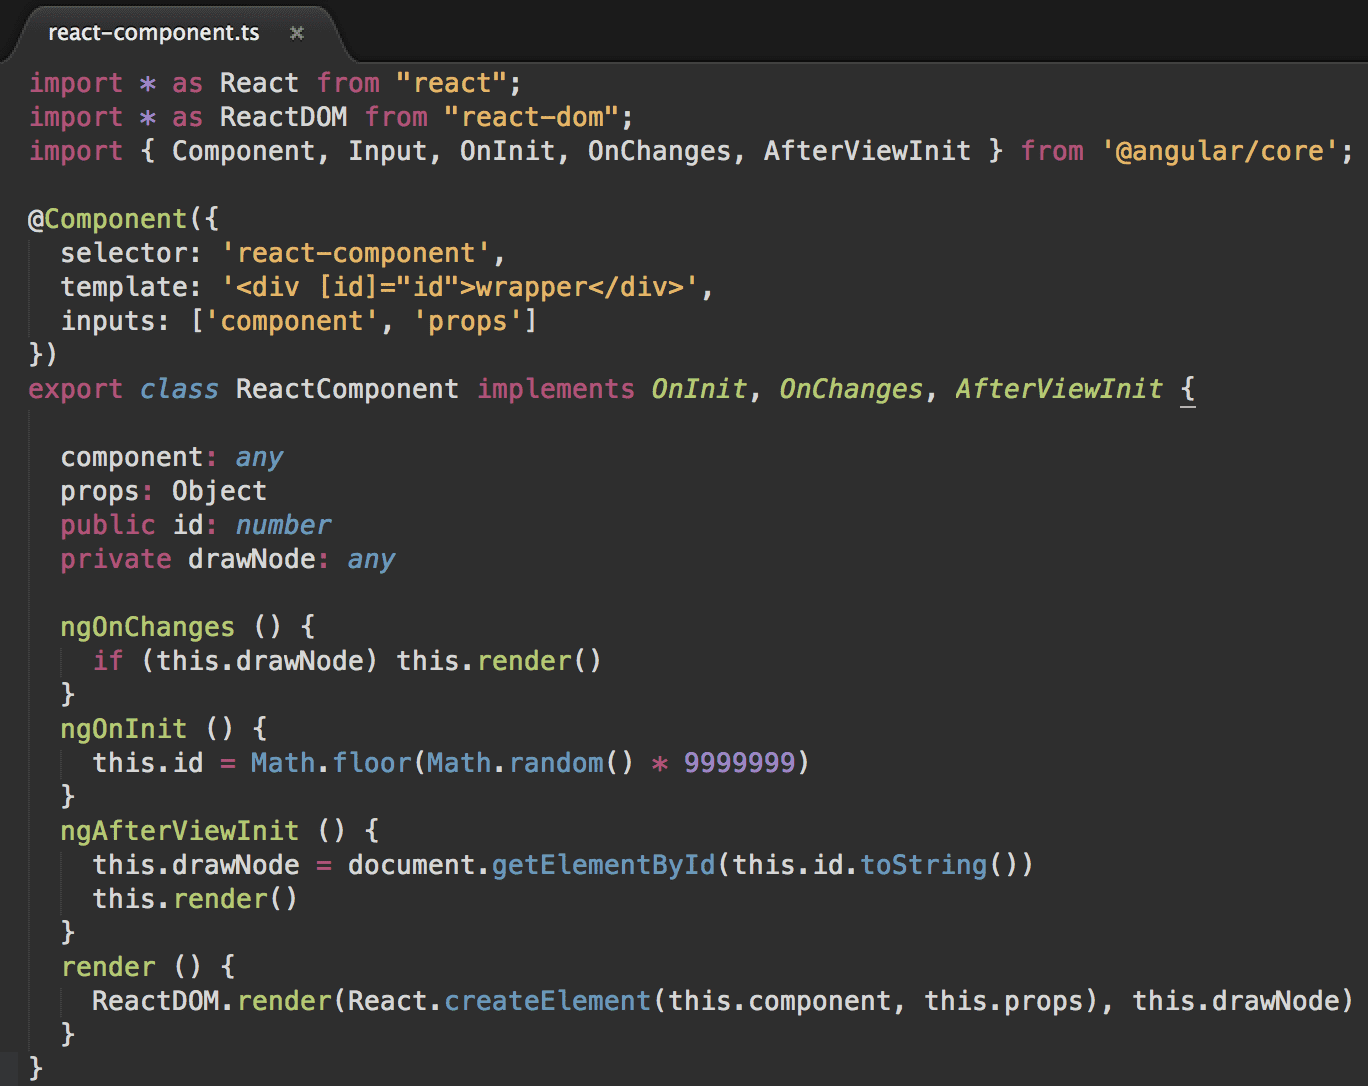 react-component.ts ×
import * as React from "react";
import * as ReactDOM from "react-dom";
import { Component, Input, OnInit, OnChanges, AfterViewInit } from '@angular/core';

@Component({
  selector: 'react-component',
  template: '<div [id]="id">wrapper</div>',
  inputs: ['component', 'props']
})
export class ReactComponent implements OnInit, OnChanges, AfterViewInit {

  component: any
  props: Object
  public id: number
  private drawNode: any

  ngOnChanges () {
    if (this.drawNode) this.render()
  }
  ngOnInit () {
    this.id = Math.floor(Math.random() * 9999999)
  }
  ngAfterViewInit () {
    this.drawNode = document.getElementById(this.id.toString())
    this.render()
  }
  render () {
    ReactDOM.render(React.createElement(this.component, this.props), this.drawNode)
  }
}